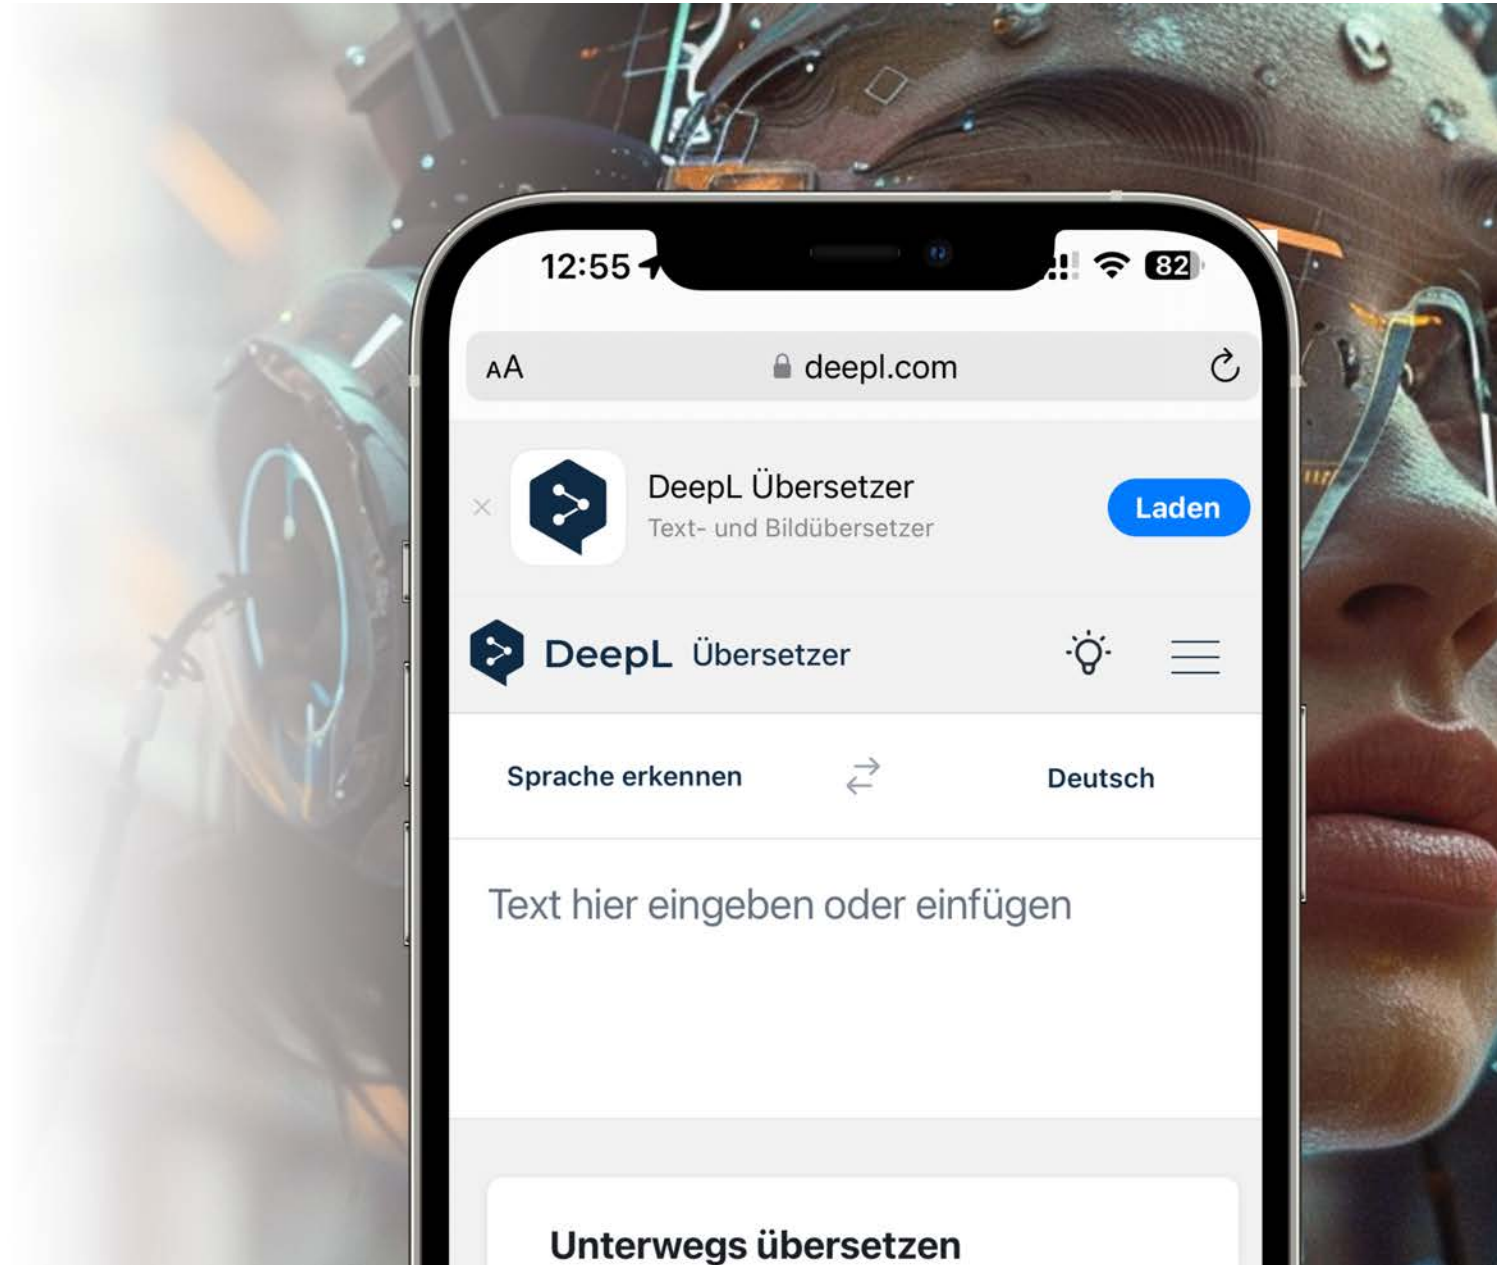 12:55
82
AA
deepl.com
DeepL Übersetzer
Text- und Bildübersetzer
Laden
DeepL Übersetzer
Sprache erkennen
Deutsch
Text hier eingeben oder einfügen
Unterwegs übersetzen